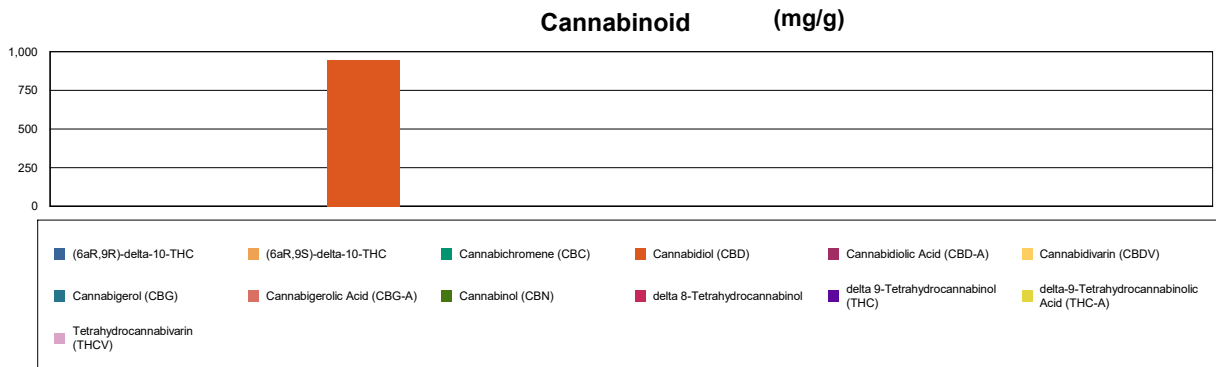 Cannabinoid (mg/g)
1,000
750
500
250
0
(6aR,9R)-delta-10-THC
(6aR,9S)-delta-10-THC
Cannabichromene (CBC)
Cannabidiol (CBD)
Cannabidiolic Acid (CBD-A)
Cannabidivarin (CBDV)
Cannabigerol (CBG)
Cannabigerolic Acid (CBG-A)
Cannabinol (CBN)
delta 8-Tetrahydrocannabinol
delta 9-Tetrahydrocannabinol
(THC)
delta-9-Tetrahydrocannabinolic
Acid (THC-A)
Tetrahydrocannabivarin
(THCV)